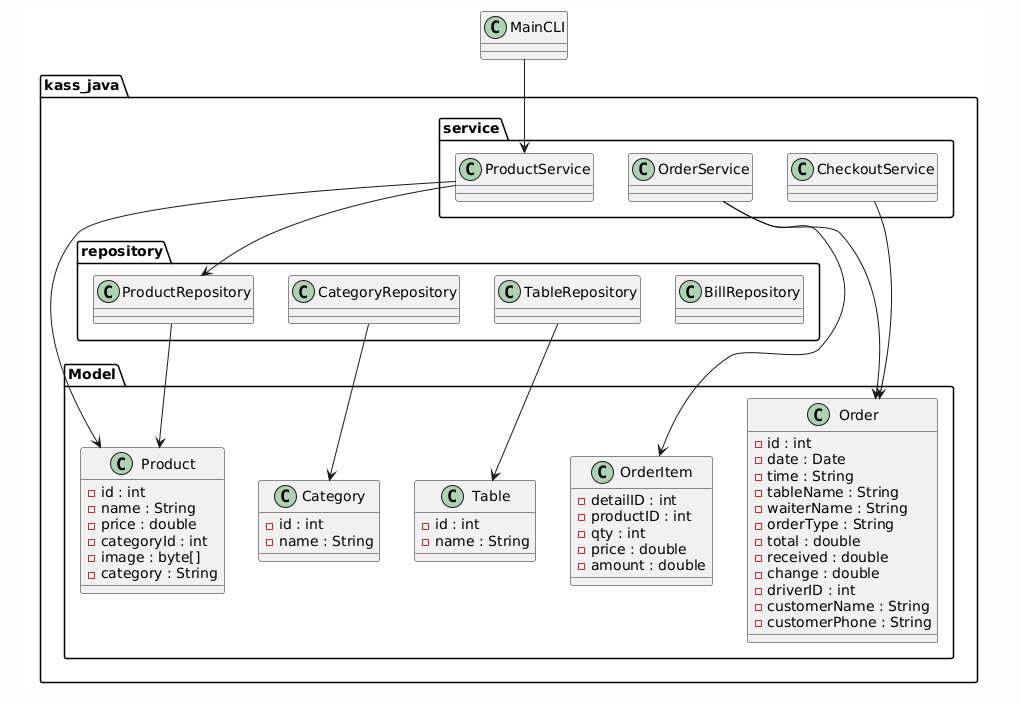 C MainCLI
kass_java
service
C ProductService
C OrderService
C CheckoutService
repository
C ProductRepository
C CategoryRepository
C TableRepository
C BillRepository
Model
C Product
id : int
name : String
price : double
categoryId : int
image : byte[]
category : String
C Category
id : int
name : String
C Table
id : int
name : String
C OrderItem
detailID : int
productID : int
qty : int
price : double
amount : double
C Order
id : int
date : Date
time : String
tableName : String
waiterName : String
orderType : String
total : double
received : double
change : double
driverID : int
customerName : String
customerPhone : String